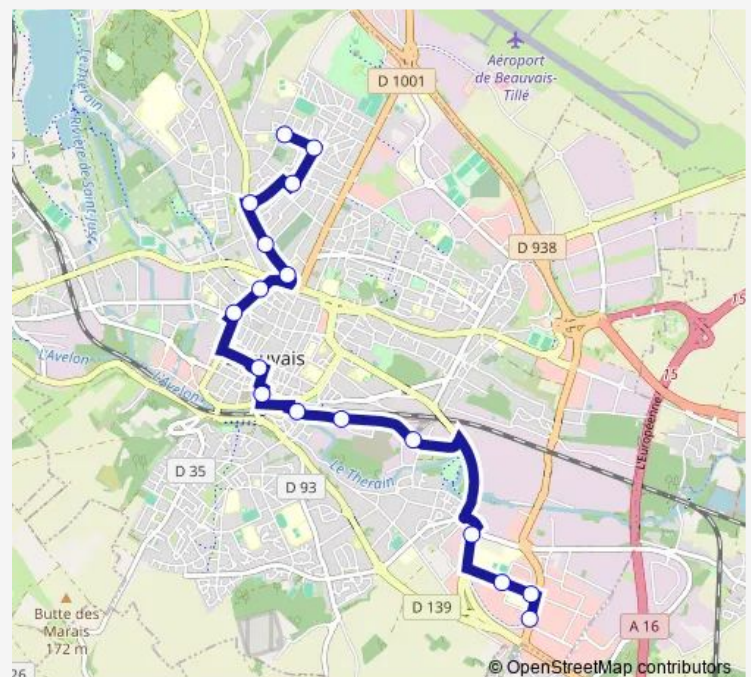 Le Thérain
Rivière de Saint-Just
D 1001
Aéroport
de Beauvais-
Tillé
D 938
15
15
L'Avelon
uvais
L'Avelon
L'Européenne
D 35
D 93
Le Therain
Butte des
Marais
172 m
D 139
A 16
26
© OpenStreetMap contributors